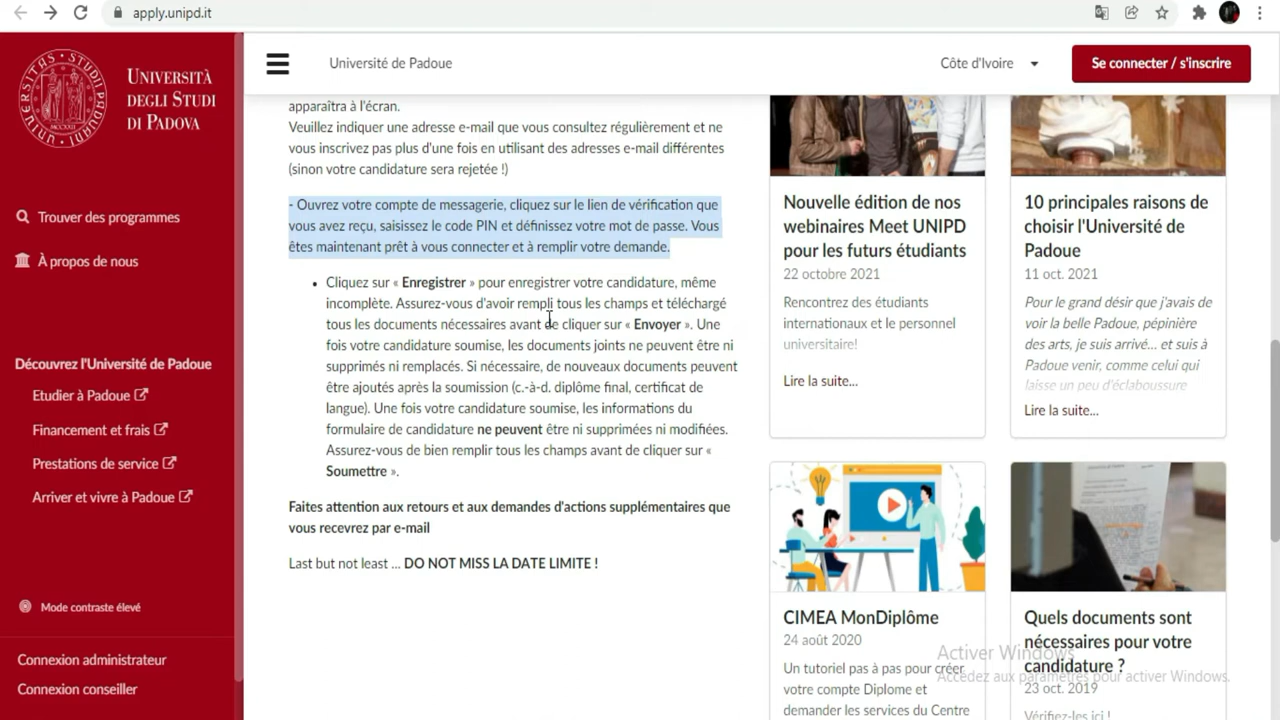 apply.unipd.it
UNIVERSITÀ
DEGLI STUDI
DI PADOVA
Trouver des programmes
À propos de nous
Découvrez l'Université de Padoue
Etudier à Padoue
Financement et frais
Prestations de service
Arriver et vivre à Padoue
Mode contraste élevé
Connexion administrateur
Connexion conseiller
Université de Padoue
Côte d'Ivoire
Se connecter / s'inscrire
apparaîtra à l'écran.
Veuillez indiquer une adresse e-mail que vous consultez régulièrement et ne
vous inscrivez pas plus d'une fois en utilisant des adresses e-mail différentes
(sinon votre candidature sera rejetée !)
- Ouvrez votre compte de messagerie, cliquez sur le lien de vérification que
vous avez reçu, saisissez le code PIN et définissez votre mot de passe. Vous
êtes maintenant prêt à vous connecter et à remplir votre demande.
• Cliquez sur « Enregistrer » pour enregistrer votre candidature, même
incomplète. Assurez-vous d'avoir rempli tous les champs et téléchargé
tous les documents nécessaires avant de cliquer sur « Envoyer ». Une
fois votre candidature soumise, les documents joints ne peuvent être ni
supprimés ni remplacés. Si nécessaire, de nouveaux documents peuvent
être ajoutés après la soumission (c.-à-d. diplôme final, certificat de
langue). Une fois votre candidature soumise, les informations du
formulaire de candidature ne peuvent être ni supprimées ni modifiées.
Assurez-vous de bien remplir tous les champs avant de cliquer sur «
Soumettre ».
Faites attention aux retours et aux demandes d'actions supplémentaires que
vous recevrez par e-mail
Last but not least ... DO NOT MISS LA DATE LIMITE !
Nouvelle édition de nos
webinaires Meet UNIPD
pour les futurs étudiants
22 octobre 2021
Rencontrez des étudiants
internationaux et le personnel
universitaire!
Lire la suite...
10 principales raisons de
choisir l'Université de
Padoue
11 oct. 2021
Pour le grand désir que j'avais de
voir la belle Padoue, pépinière
des arts, je suis arrivé... et suis à
Padoue venir, comme celui qui
laisse un peu d'éclaboussure
Lire la suite...
CIMEA MonDiplôme
24 août 2020
Un tutoriel pas à pas pour créer
votre compte Diplome et
demander les services du Centre
Quels documents sont
nécessaires pour votre
candidature ?
23 oct. 2019
Vérifiez-les ici !
Activer Windows
Accédez aux paramètres pour activer Windows.